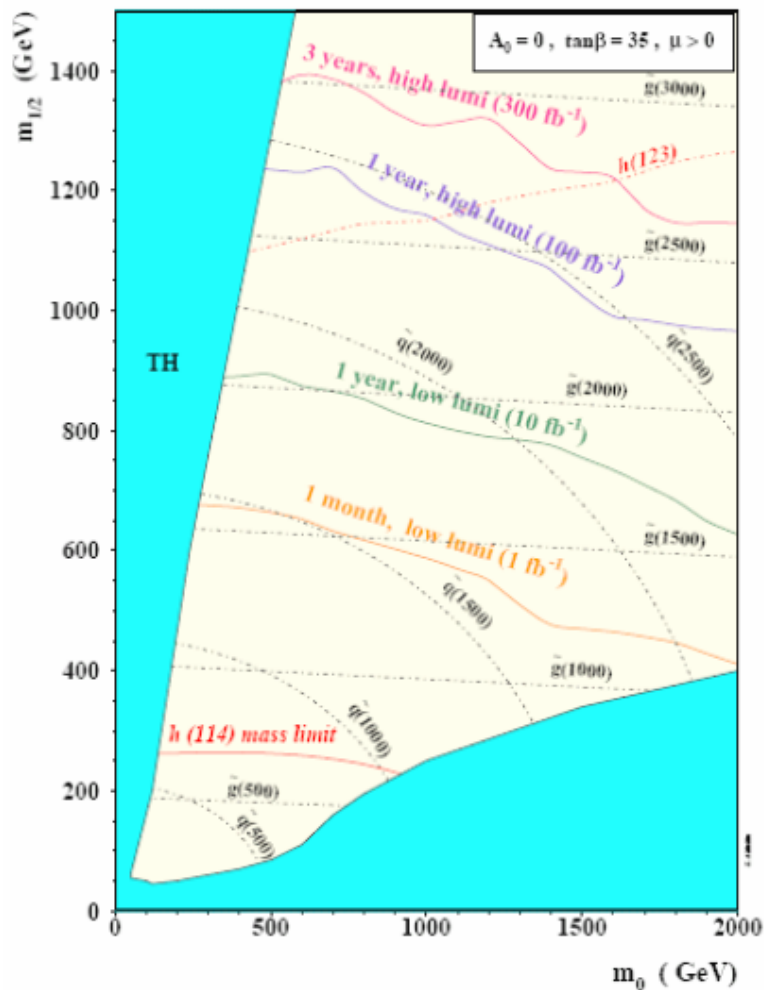 m1/2 (GeV)
A0 = 0 , tanβ = 35 , μ > 0
1400
3 years, high lumi (300 fb-1)
g̃(3000)
h(123)
1200
1 year, high lumi (100 fb-1)
g̃(2500)
1000
q̃(2000)
q̃(2500)
TH
1 year, low lumi (10 fb-1)
g̃(2000)
800
1 month, low lumi (1 fb-1)
g̃(1500)
600
q̃(1500)
400
g̃(1000)
h (114) mass limit
q̃(1000)
200
g̃(500)
q̃(500)
0
0
500
1000
1500
2000
m0 ( GeV)